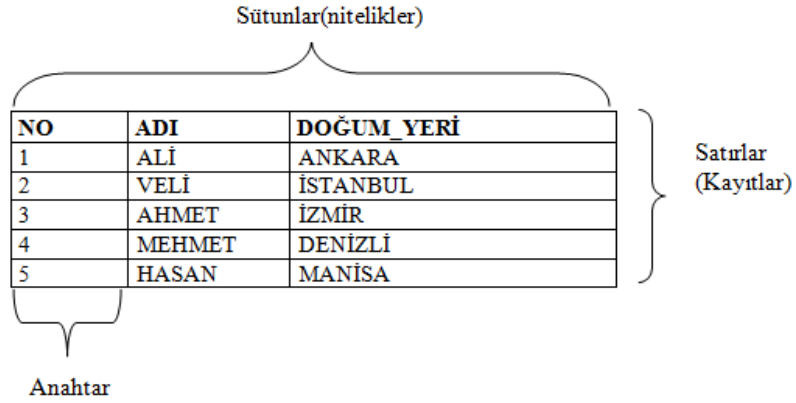 Sütunlar(nitelikler)
NO ADI DOĞUM_YERİ
1 ALİ ANKARA
2 VELİ İSTANBUL
3 AHMET İZMİR
4 MEHMET DENİZLİ
5 HASAN MANİSA
Satırlar
(Kayıtlar)
Anahtar